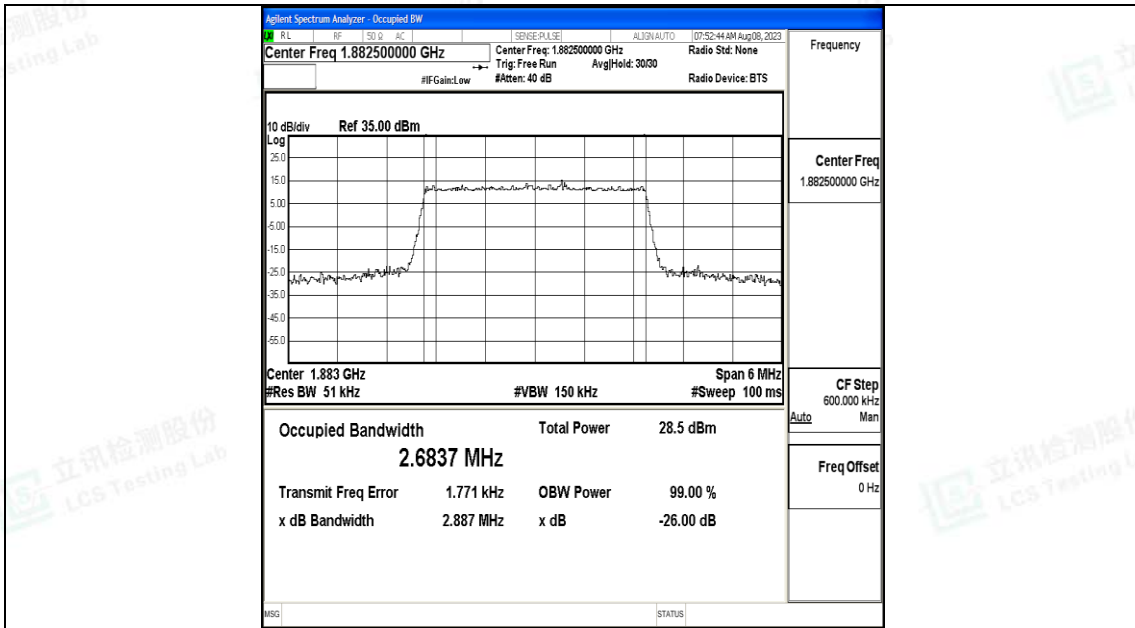 Agilent Spectrum Analyzer - Occupied BW
RL RF 50 Ω AC SENSE:PULSE ALIGN AUTO 07:52:44 AM Aug 08, 2023
Center Freq 1.882500000 GHz
Center Freq: 1.882500000 GHz
Radio Std: None
Trig: Free Run Avg|Hold: 30/30
#IFGain:Low
#Atten: 40 dB
Radio Device: BTS
10 dB/div Ref 35.00 dBm
Log
25.0
15.0
5.00
-5.00
-15.0
-25.0
-35.0
-45.0
-55.0
Center 1.883 GHz Span 6 MHz
#Res BW 51 kHz #VBW 150 kHz #Sweep 100 ms
Occupied Bandwidth Total Power 28.5 dBm
2.6837 MHz
Transmit Freq Error 1.771 kHz OBW Power 99.00 %
x dB Bandwidth 2.887 MHz x dB -26.00 dB
MSG STATUS
Frequency
Center Freq
1.882500000 GHz
CF Step
600.000 kHz
Auto Man
Freq Offset
0 Hz
立讯检测股份
LCS Testing Lab
立讯检测股份
LCS Testing L